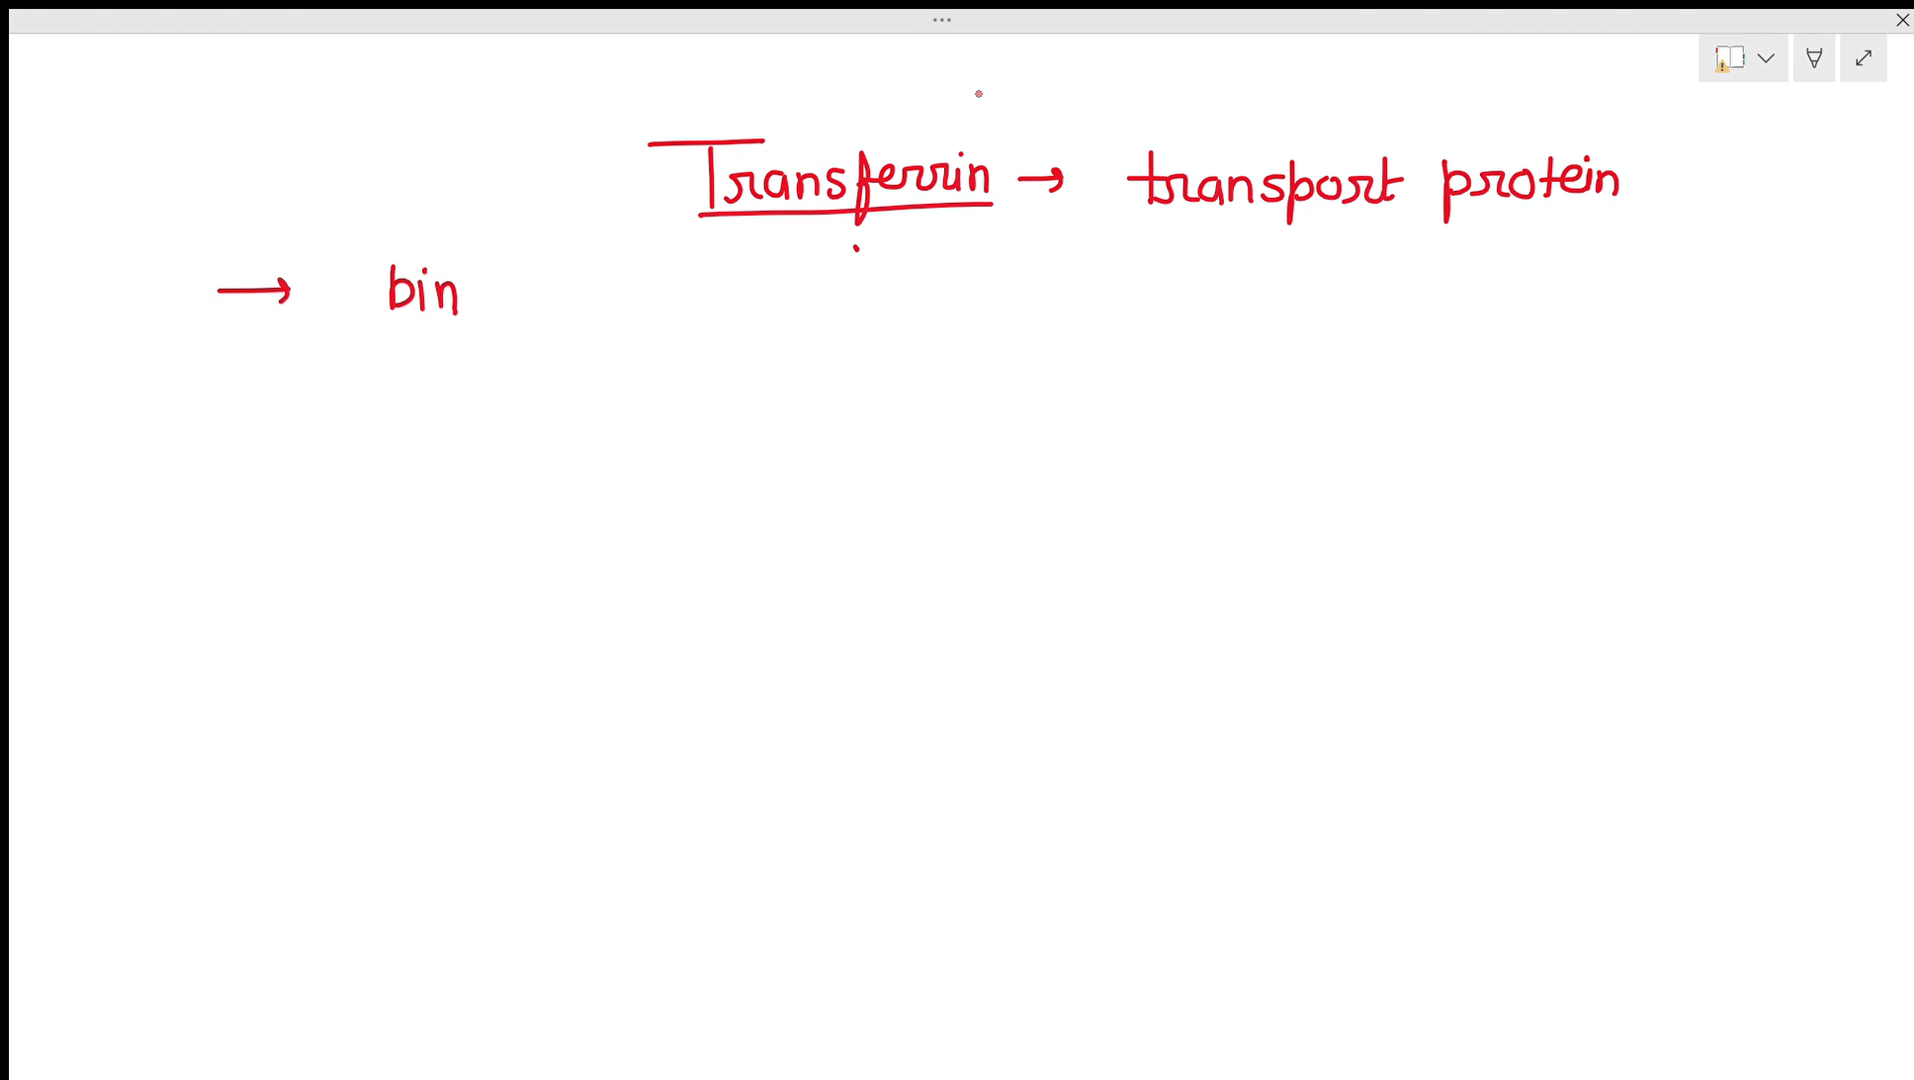 Transferrin → transport protein
→ bin